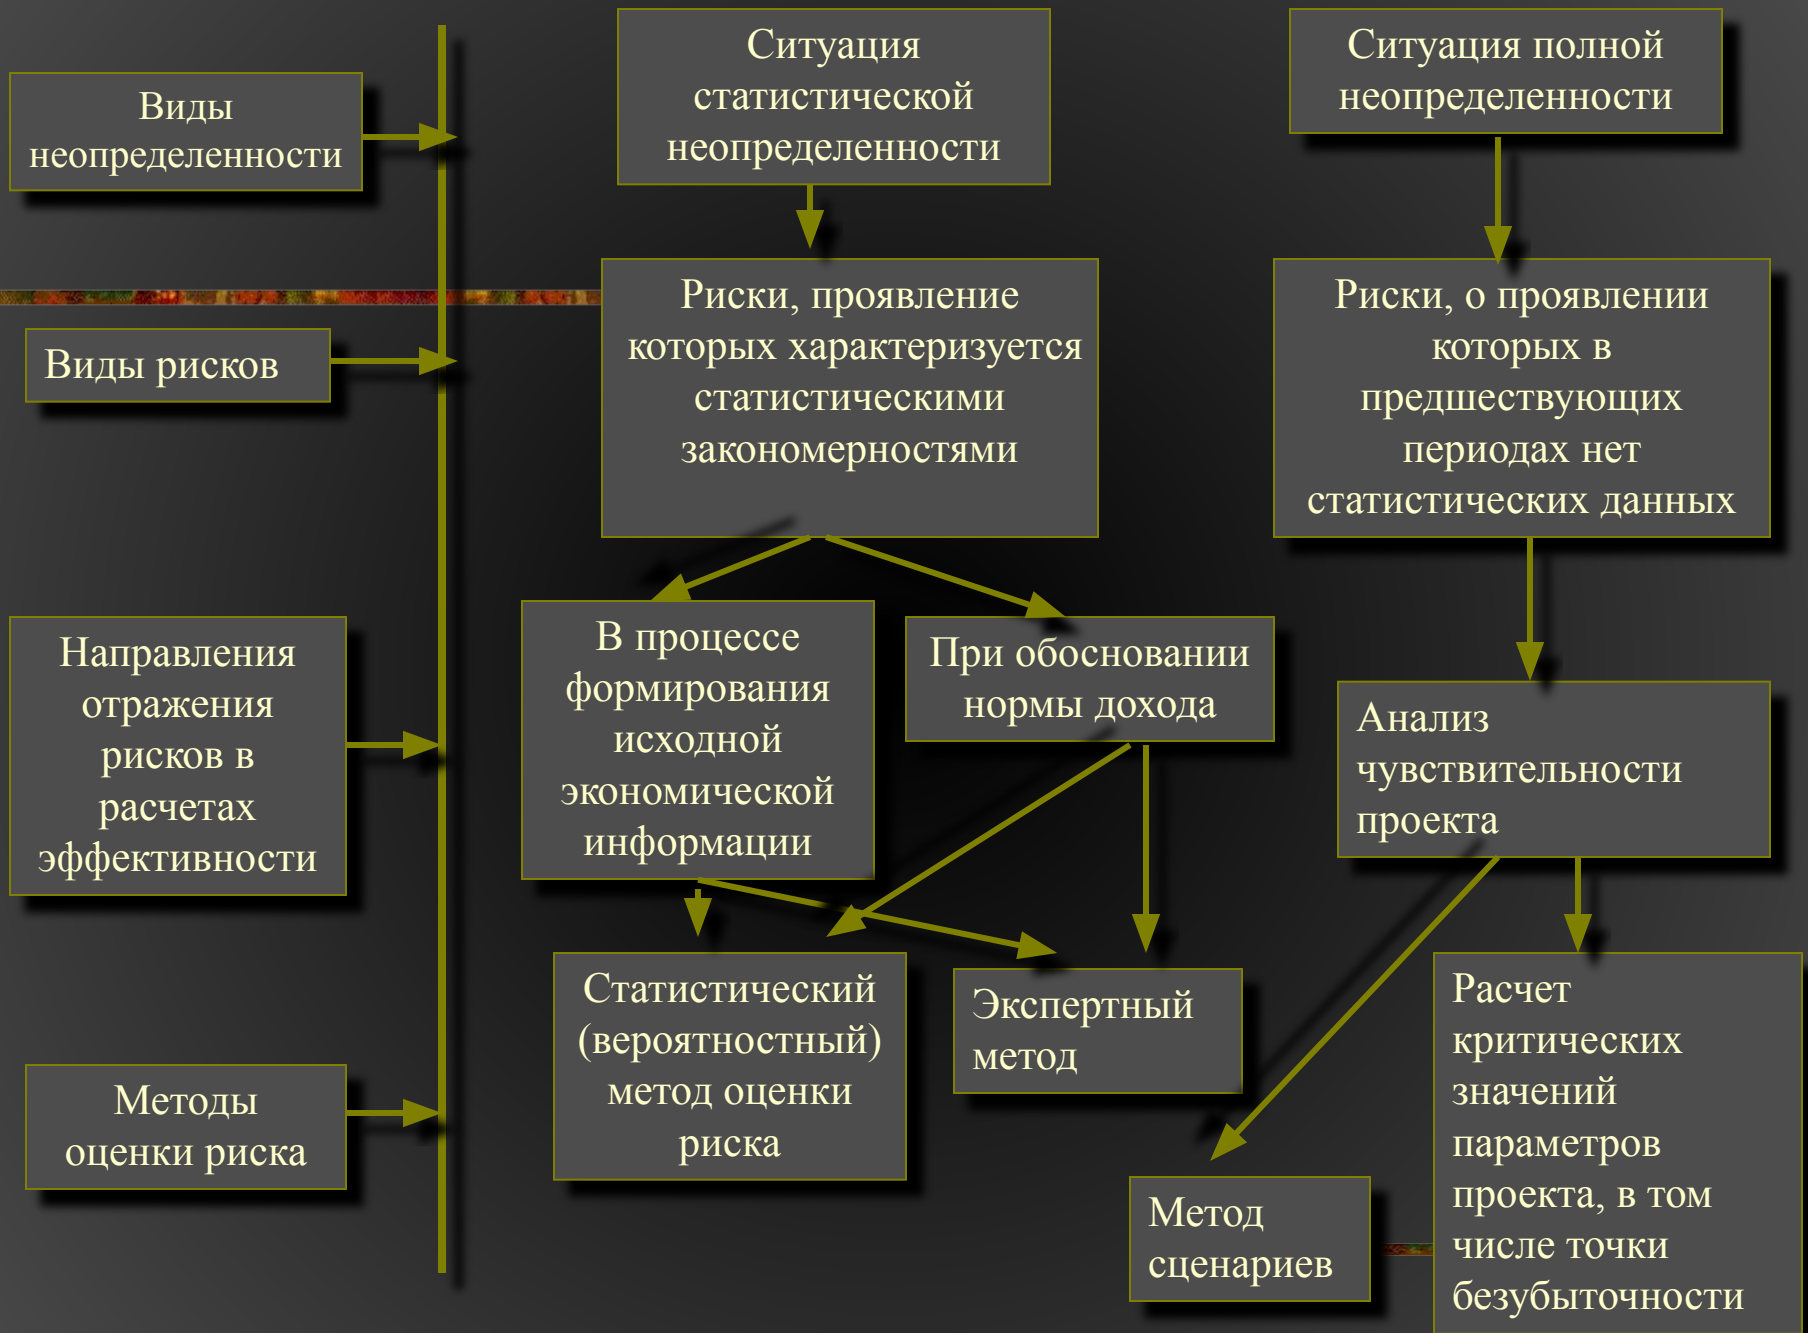 Виды
неопределенности
Ситуация
статистической
неопределенности
Ситуация полной
неопределенности
Виды рисков
Риски, проявление
которых характеризуется
статистическими
закономерностями
Риски, о проявлении
которых в
предшествующих
периодах нет
статистических данных
Направления
отражения
рисков в
расчетах
эффективности
В процессе
формирования
исходной
экономической
информации
При обосновании
нормы дохода
Анализ
чувствительности
проекта
Методы
оценки риска
Статистический
(вероятностный)
метод оценки
риска
Экспертный
метод
Метод
сценариев
Расчет
критических
значений
параметров
проекта, в том
числе точки
безубыточности